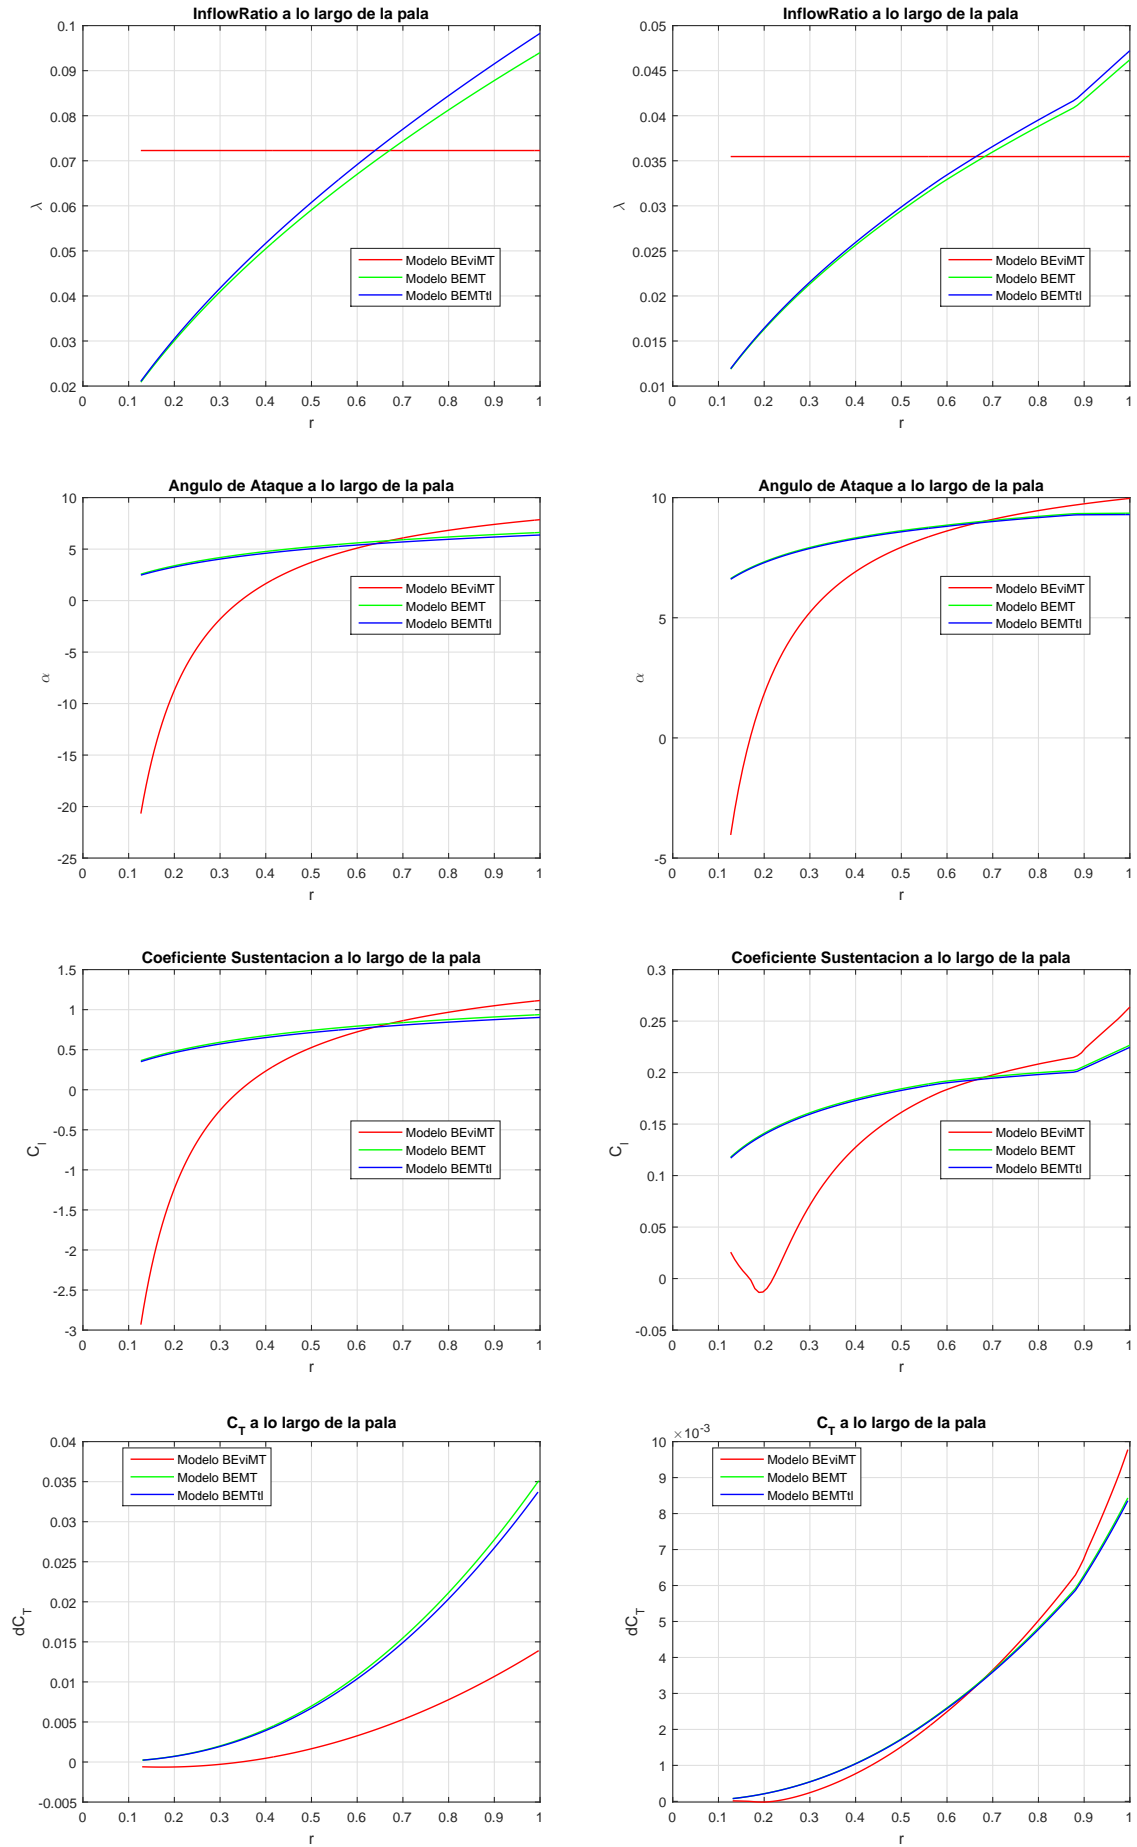 InflowRatio a lo largo de la pala
0.1
0.09
0.08
0.07
0.06
0.05
0.04
0.03
0.02
λ
0 0.1 0.2 0.3 0.4 0.5 0.6 0.7 0.8 0.9 1
r
Modelo BEviMT
Modelo BEMT
Modelo BEMTtl
InflowRatio a lo largo de la pala
0.05
0.045
0.04
0.035
0.03
0.025
0.02
0.015
0.01
λ
0 0.1 0.2 0.3 0.4 0.5 0.6 0.7 0.8 0.9 1
r
Modelo BEviMT
Modelo BEMT
Modelo BEMTtl
Angulo de Ataque a lo largo de la pala
10
5
0
-5
-10
-15
-20
-25
α
0 0.1 0.2 0.3 0.4 0.5 0.6 0.7 0.8 0.9 1
r
Modelo BEviMT
Modelo BEMT
Modelo BEMTtl
Angulo de Ataque a lo largo de la pala
10
5
0
-5
α
0 0.1 0.2 0.3 0.4 0.5 0.6 0.7 0.8 0.9 1
r
Modelo BEviMT
Modelo BEMT
Modelo BEMTtl
Coeficiente Sustentacion a lo largo de la pala
1.5
1
0.5
0
-0.5
-1
-1.5
-2
-2.5
-3
C_l
0 0.1 0.2 0.3 0.4 0.5 0.6 0.7 0.8 0.9 1
r
Modelo BEviMT
Modelo BEMT
Modelo BEMTtl
Coeficiente Sustentacion a lo largo de la pala
0.3
0.25
0.2
0.15
0.1
0.05
0
-0.05
C_l
0 0.1 0.2 0.3 0.4 0.5 0.6 0.7 0.8 0.9 1
r
Modelo BEviMT
Modelo BEMT
Modelo BEMTtl
C_T a lo largo de la pala
0.04
0.035
0.03
0.025
0.02
0.015
0.01
0.005
0
-0.005
dC_T
0 0.1 0.2 0.3 0.4 0.5 0.6 0.7 0.8 0.9 1
r
Modelo BEviMT
Modelo BEMT
Modelo BEMTtl
C_T a lo largo de la pala
×10^-3
10
9
8
7
6
5
4
3
2
1
0
dC_T
0 0.1 0.2 0.3 0.4 0.5 0.6 0.7 0.8 0.9 1
r
Modelo BEviMT
Modelo BEMT
Modelo BEMTtl